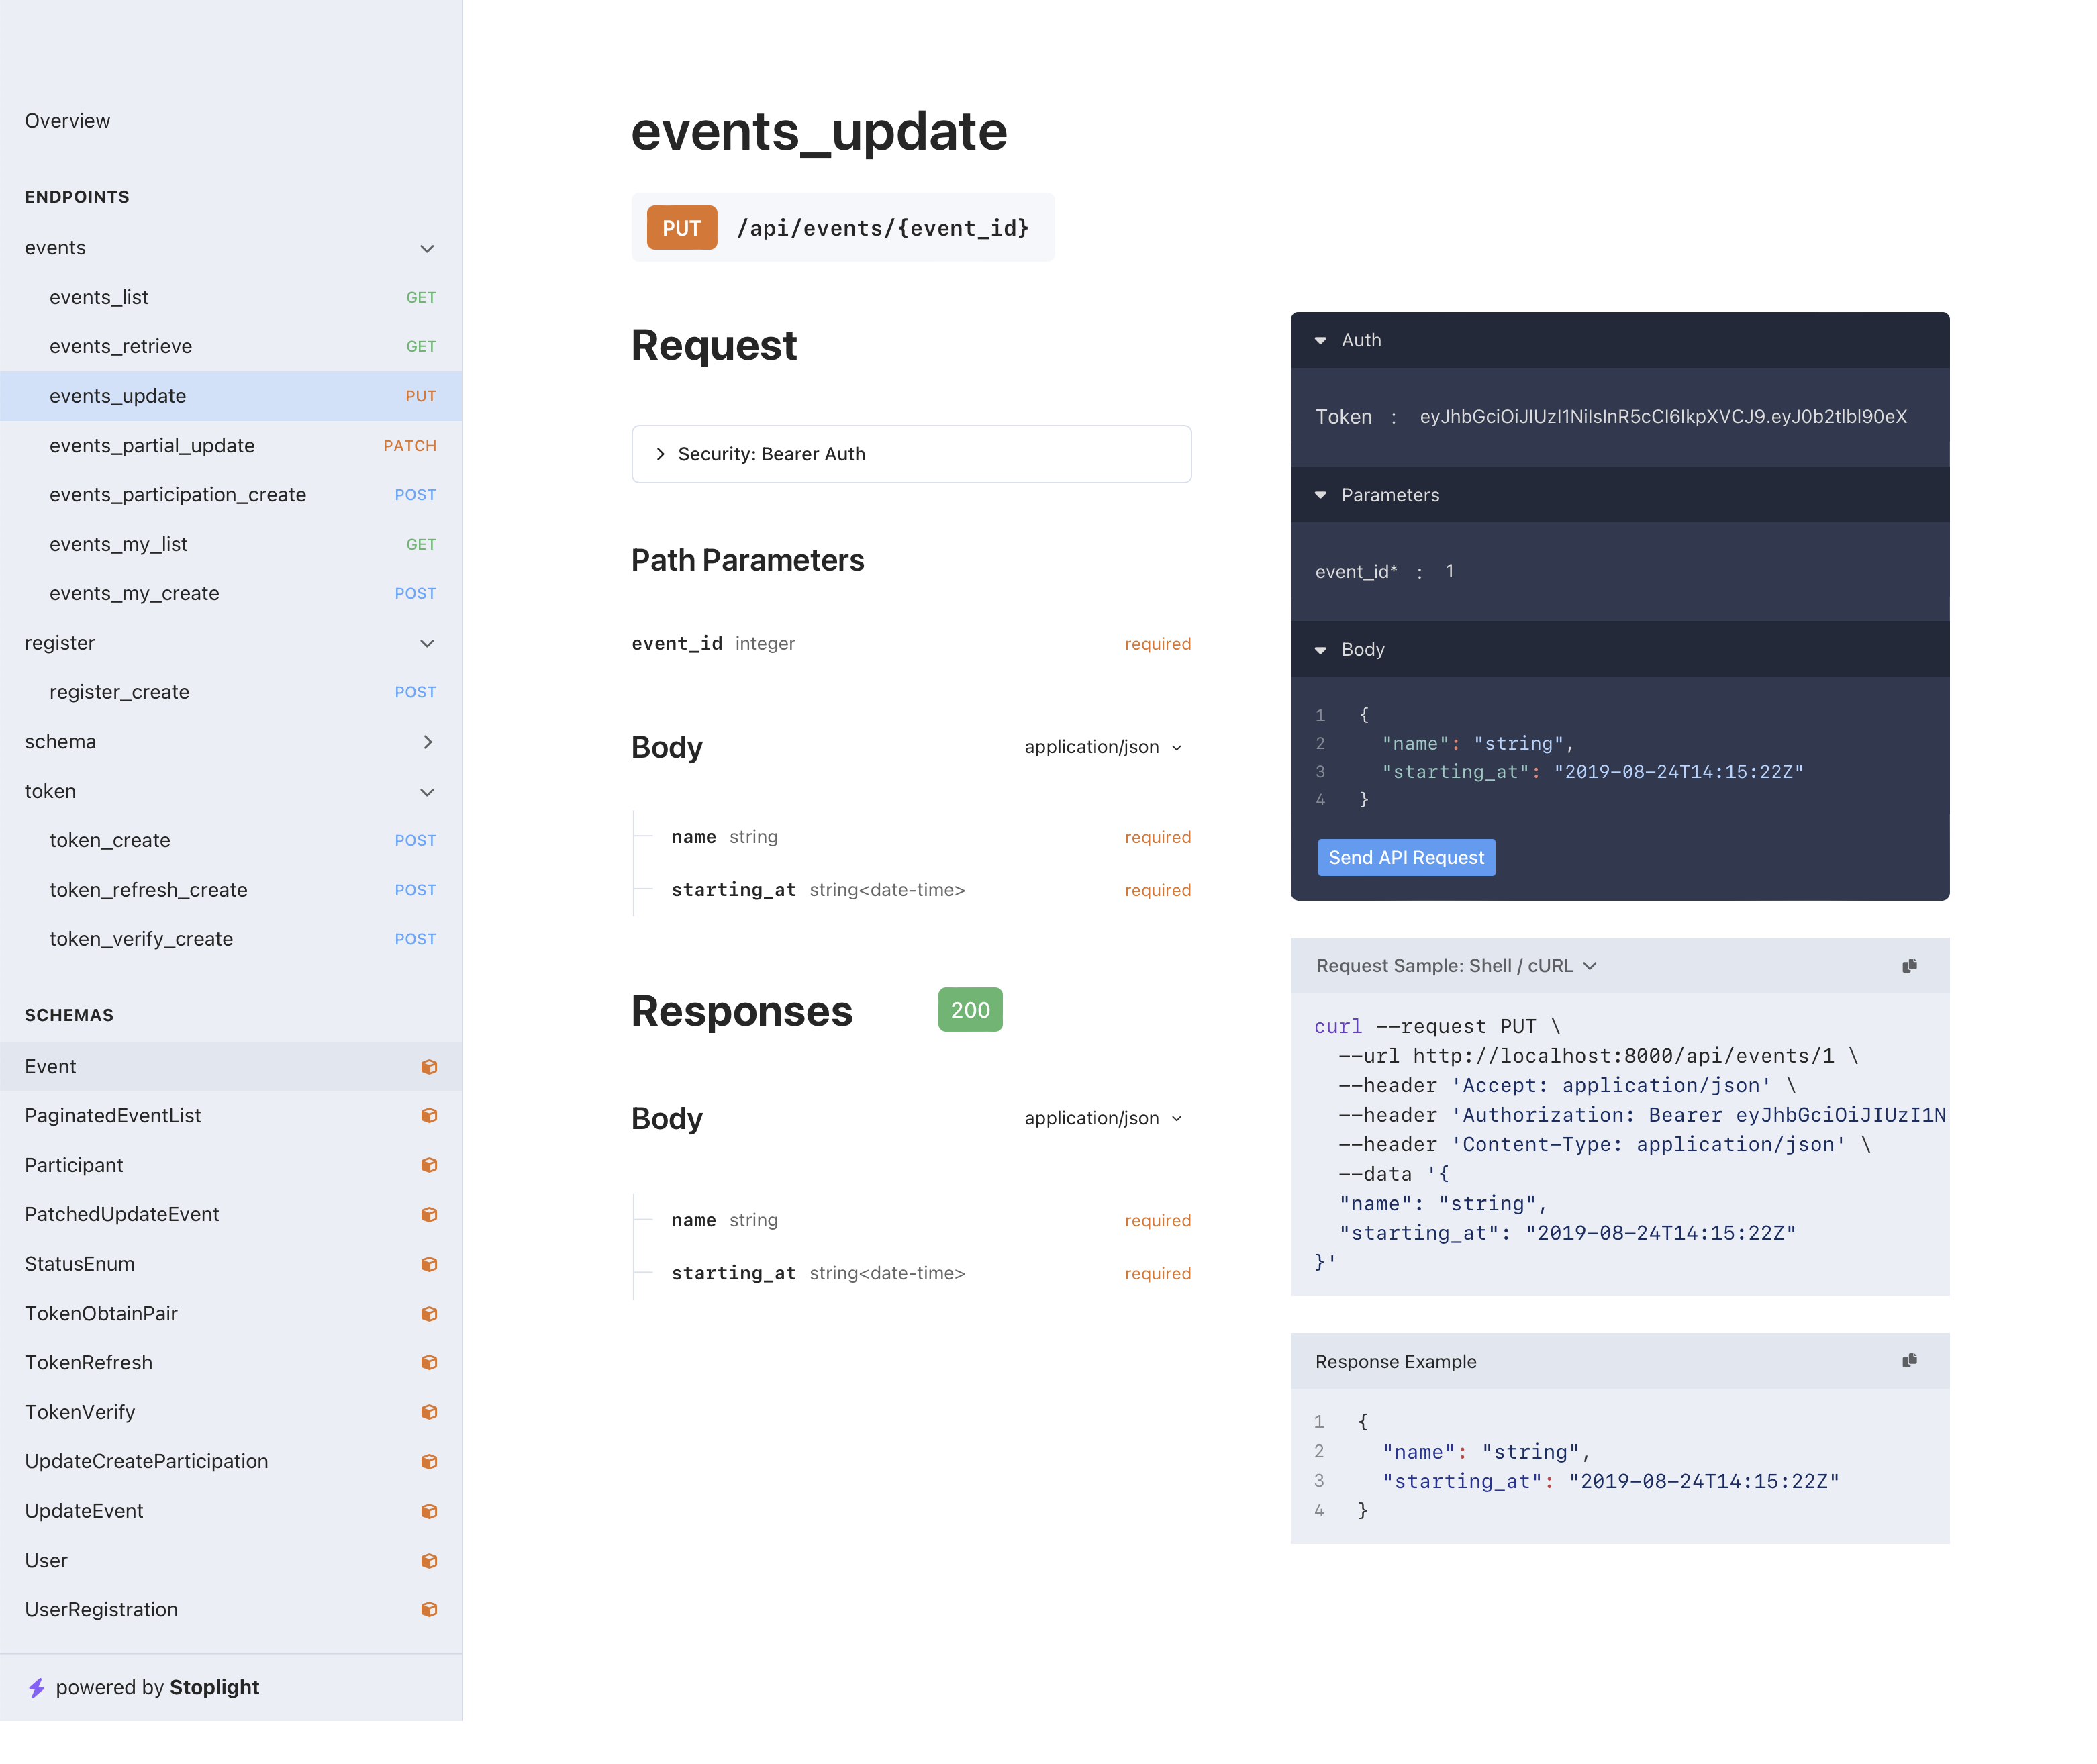 Overview
ENDPOINTS
events
events_list GET
events_retrieve GET
events_update PUT
events_partial_update PATCH
events_participation_create POST
events_my_list GET
events_my_create POST
register
register_create POST
schema
token
token_create POST
token_refresh_create POST
token_verify_create POST
SCHEMAS
Event
PaginatedEventList
Participant
PatchedUpdateEvent
StatusEnum
TokenObtainPair
TokenRefresh
TokenVerify
UpdateCreateParticipation
UpdateEvent
User
UserRegistration
powered by Stoplight
events_update
PUT /api/events/{event_id}
Request
Security: Bearer Auth
Path Parameters
event_id integer required
Body application/json
name string required
starting_at string<date-time> required
Responses 200
Body application/json
name string required
starting_at string<date-time> required
Auth
Token : eyJhbGciOiJIUzI1NiIsInR5cCI6IkpXVCJ9.eyJ0b2tlbl90eX
Parameters
event_id* : 1
Body
1 {
2 "name": "string",
3 "starting_at": "2019-08-24T14:15:22Z"
4 }
Send API Request
Request Sample: Shell / cURL
curl --request PUT \
--url http://localhost:8000/api/events/1 \
--header 'Accept: application/json' \
--header 'Authorization: Bearer eyJhbGciOiJIUzI1N
--header 'Content-Type: application/json' \
--data '{
"name": "string",
"starting_at": "2019-08-24T14:15:22Z"
}'
Response Example
1 {
2 "name": "string",
3 "starting_at": "2019-08-24T14:15:22Z"
4 }